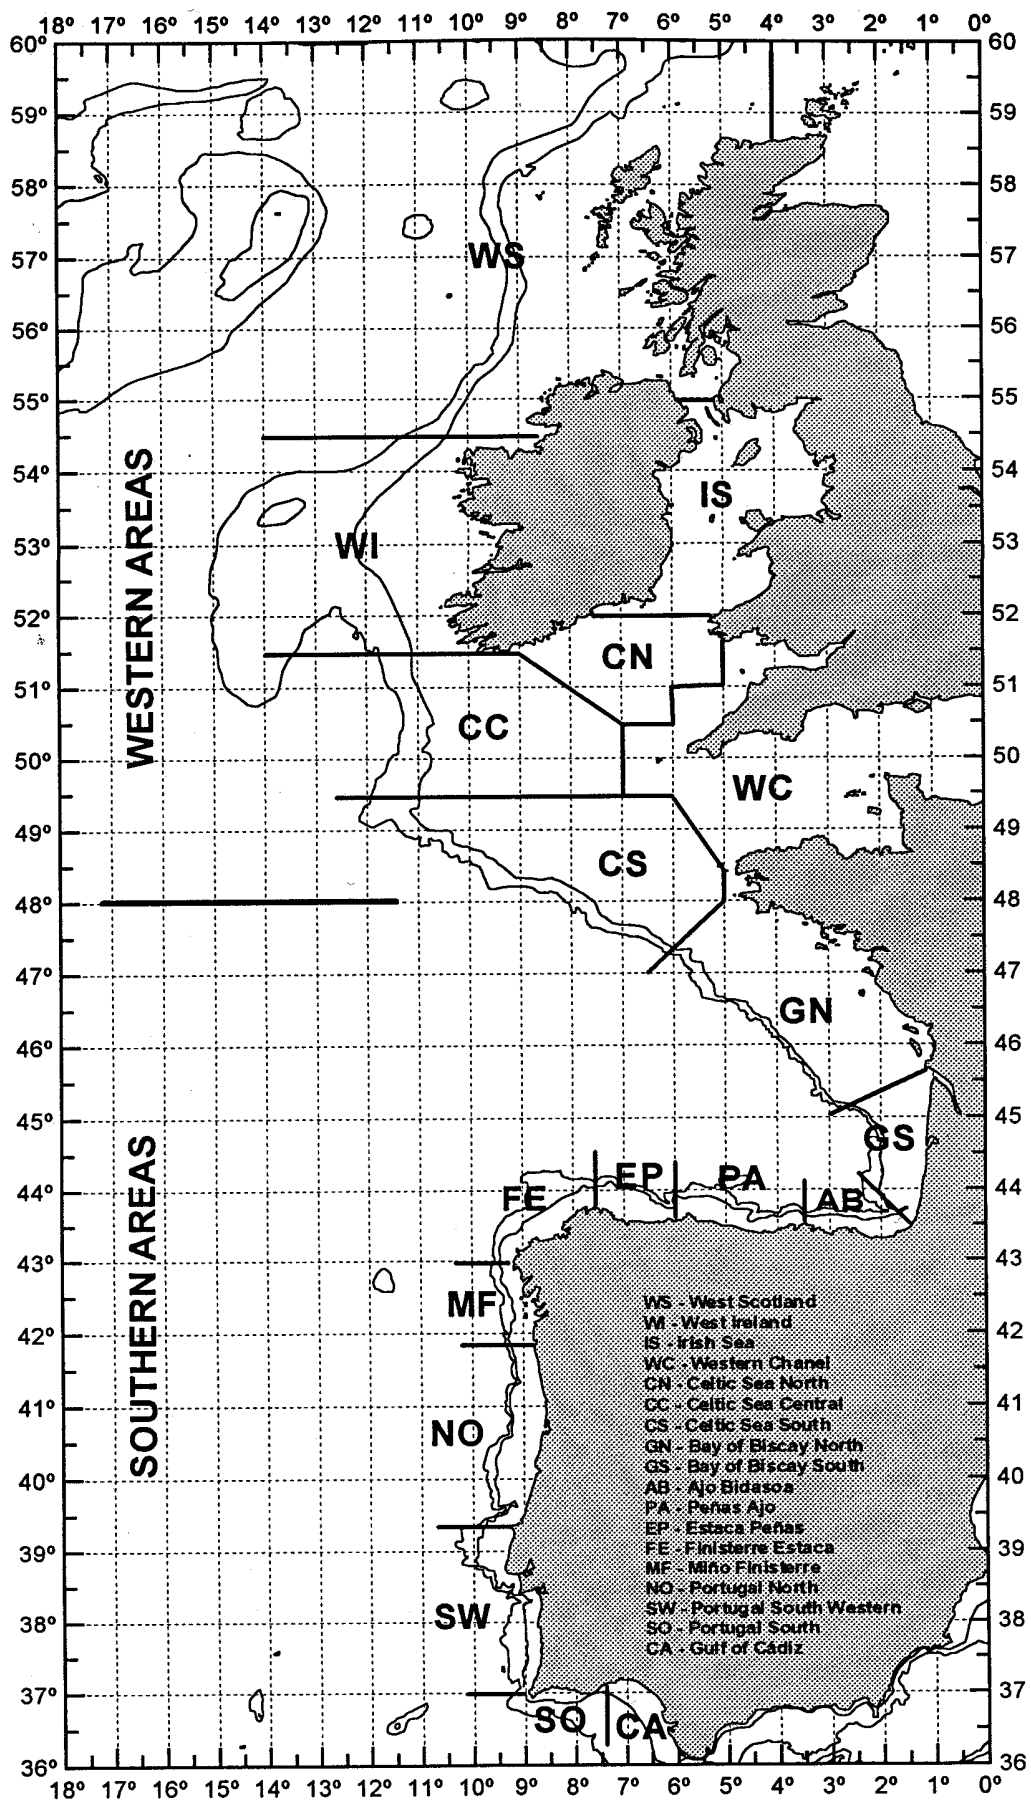 18º 17º 16º 15º 14º 13º 12º 11º 10º 9º 8º 7º 6º 5º 4º 3º 2º 1º 0º
60º 60
59º 59
58º 58
WS
57º 57
56º 56
55º 55
54º 54
IS
WESTERN AREAS
WI
53º 53
52º 52
CN
51º 51
CC
50º 50
WC
49º 49
CS
48º 48
47º 47
GN
46º 46
45º 45
GS
EP PA
44º 44
FE AB
SOUTHERN AREAS
43º 43
MF
42º 42
41º 41
NO
40º 40
39º 39
SW
38º 38
37º 37
SO CA
36º 36
WS - West Scotland
WI - West Ireland
IS - Irish Sea
WC - Western Chanel
CN - Celtic Sea North
CC - Celtic Sea Central
CS - Celtic Sea South
GN - Bay of Biscay North
GS - Bay of Biscay South
AB - Ajo Bidasoa
PA - Peñas Ajo
EP - Estaca Peñas
FE - Finisterre Estaca
MF - Miño Finisterre
NO - Portugal North
SW - Portugal South Western
SO - Portugal South
CA - Gulf of Cádiz
18º 17º 16º 15º 14º 13º 12º 11º 10º 9º 8º 7º 6º 5º 4º 3º 2º 1º 0º